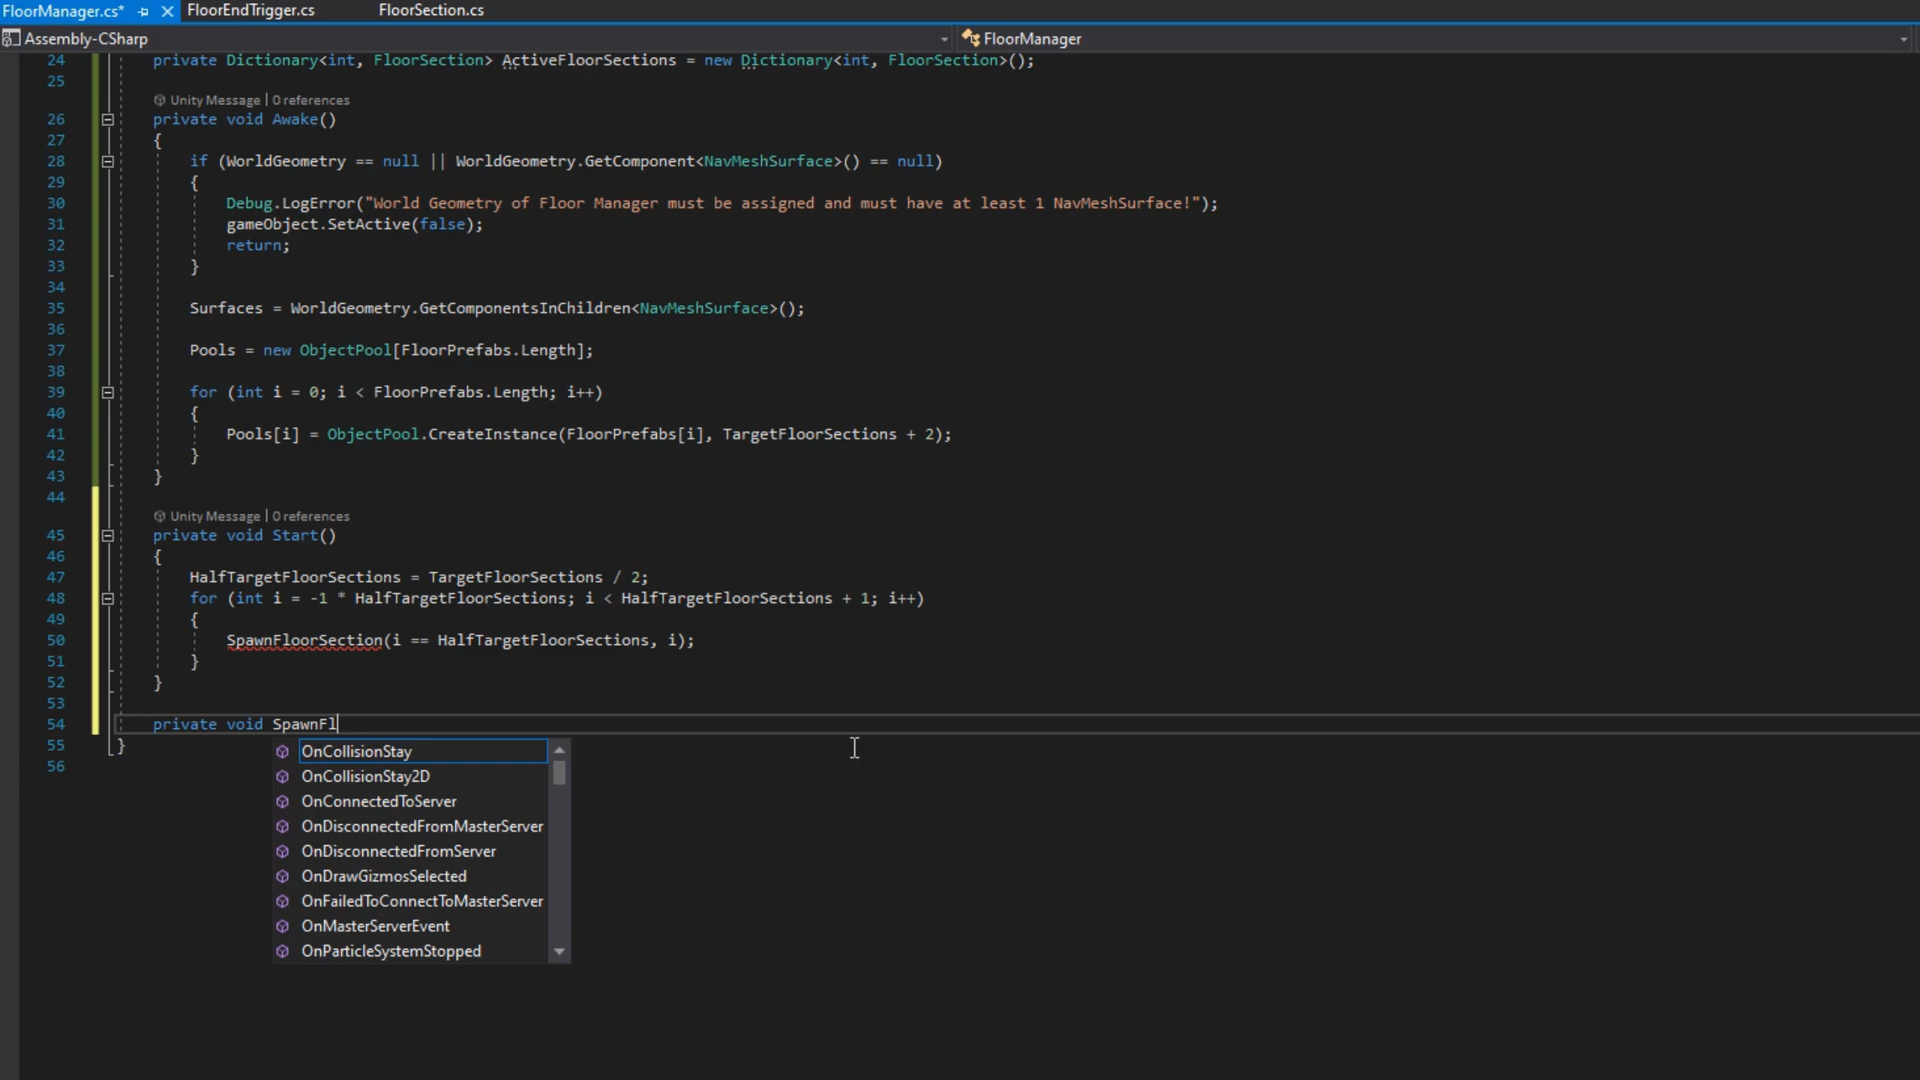 FloorManager.cs* FloorEndTrigger.cs FloorSection.cs
Assembly-CSharp FloorManager
24 private Dictionary<int, FloorSection> ActiveFloorSections = new Dictionary<int, FloorSection>();
25
Unity Message | 0 references
26 private void Awake()
27 {
28 if (WorldGeometry == null || WorldGeometry.GetComponent<NavMeshSurface>() == null)
29 {
30 Debug.LogError("World Geometry of Floor Manager must be assigned and must have at least 1 NavMeshSurface!");
31 gameObject.SetActive(false);
32 return;
33 }
34
35 Surfaces = WorldGeometry.GetComponentsInChildren<NavMeshSurface>();
36
37 Pools = new ObjectPool[FloorPrefabs.Length];
38
39 for (int i = 0; i < FloorPrefabs.Length; i++)
40 {
41 Pools[i] = ObjectPool.CreateInstance(FloorPrefabs[i], TargetFloorSections + 2);
42 }
43 }
44
Unity Message | 0 references
45 private void Start()
46 {
47 HalfTargetFloorSections = TargetFloorSections / 2;
48 for (int i = -1 * HalfTargetFloorSections; i < HalfTargetFloorSections + 1; i++)
49 {
50 SpawnFloorSection(i == HalfTargetFloorSections, i);
51 }
52 }
53
54 private void SpawnFl
55 }
56
OnCollisionStay
OnCollisionStay2D
OnConnectedToServer
OnDisconnectedFromMasterServer
OnDisconnectedFromServer
OnDrawGizmosSelected
OnFailedToConnectToMasterServer
OnMasterServerEvent
OnParticleSystemStopped